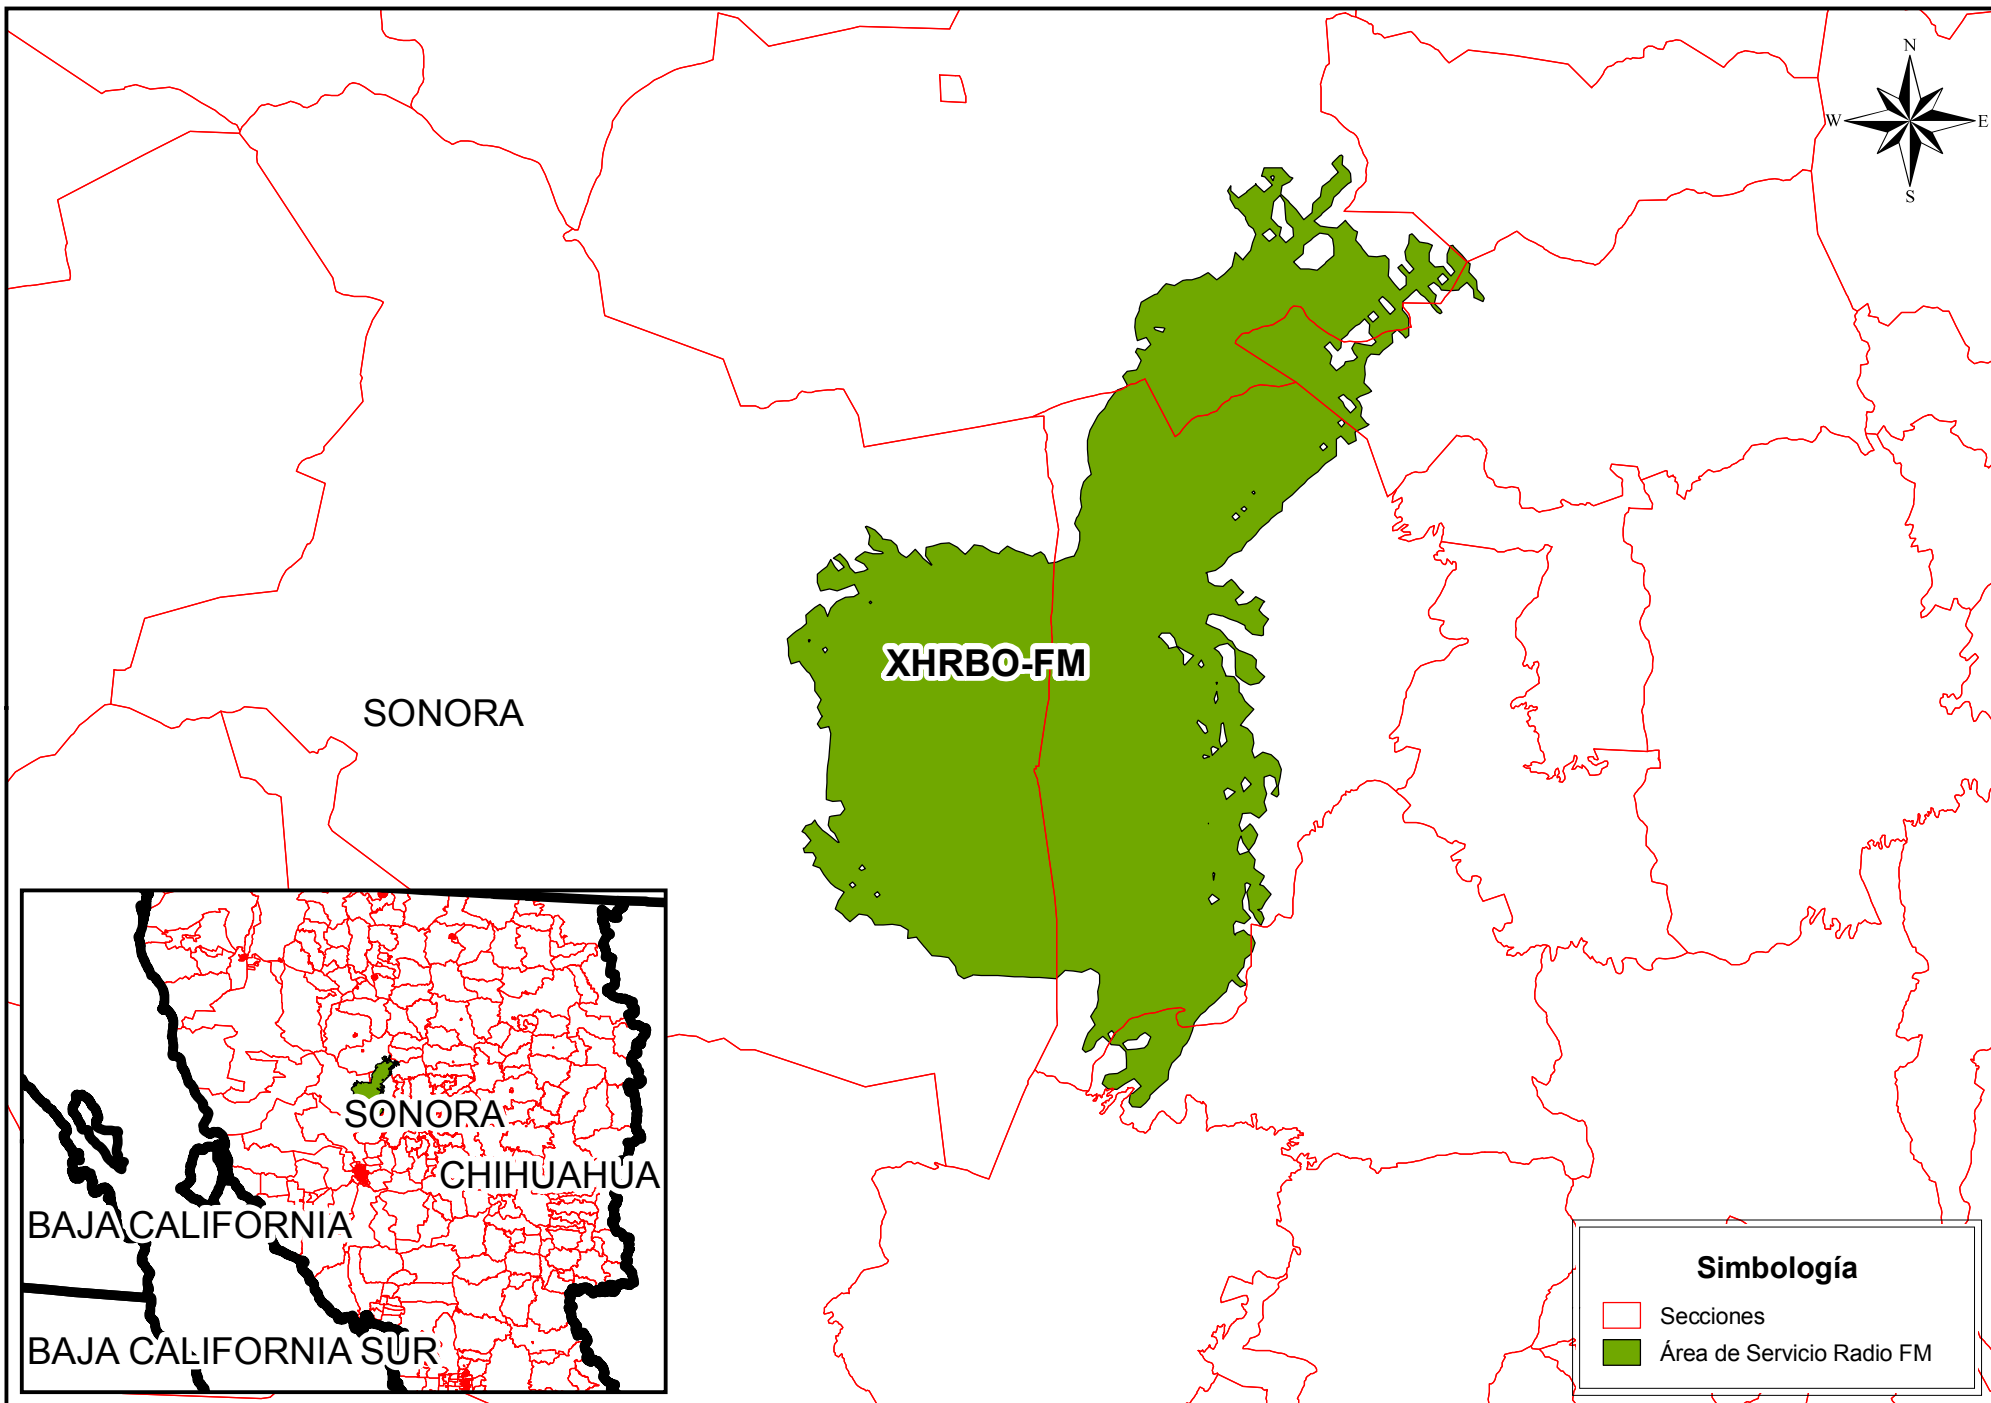 N
W E
S
XHRBO-FM
SONORA
SONORA
CHIHUAHUA
BAJA CALIFORNIA
BAJA CALIFORNIA SUR
Simbología
Secciones
Área de Servicio Radio FM